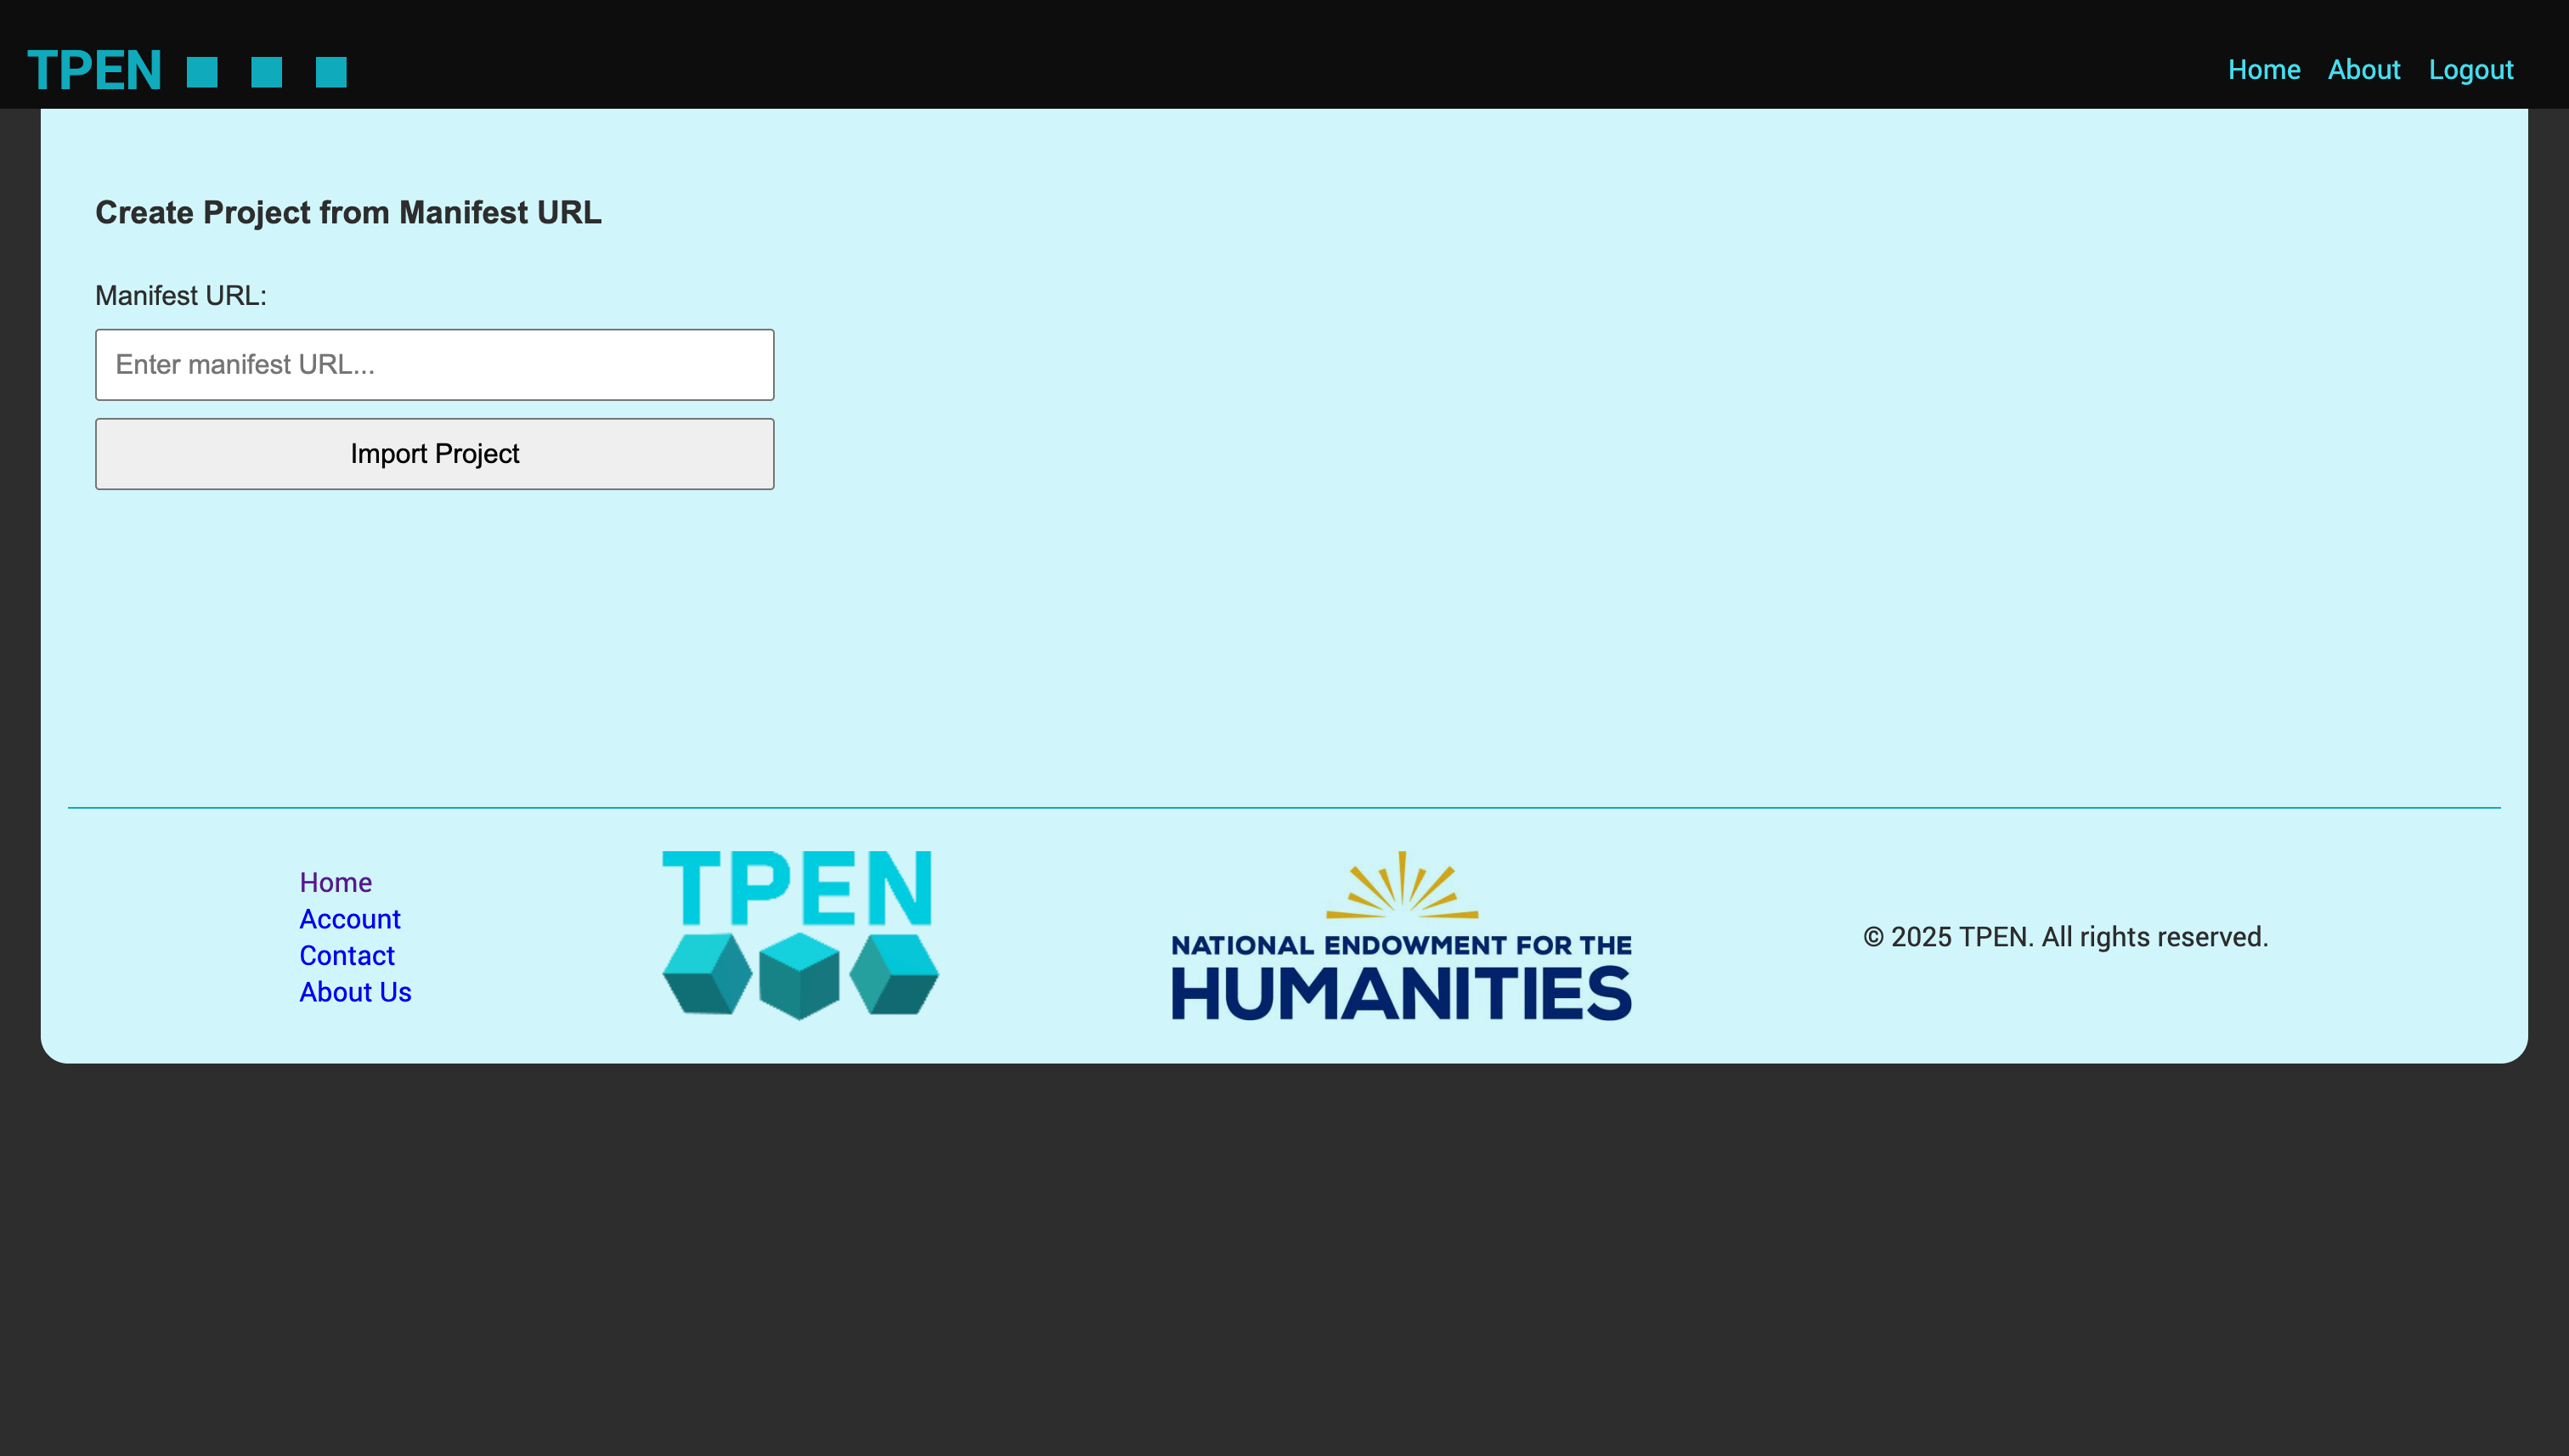 TPEN
Home About Logout
Create Project from Manifest URL
Manifest URL:
Enter manifest URL...
Import Project
Home
Account
Contact
About Us
TPEN
NATIONAL ENDOWMENT FOR THE
HUMANITIES
© 2025 TPEN. All rights reserved.